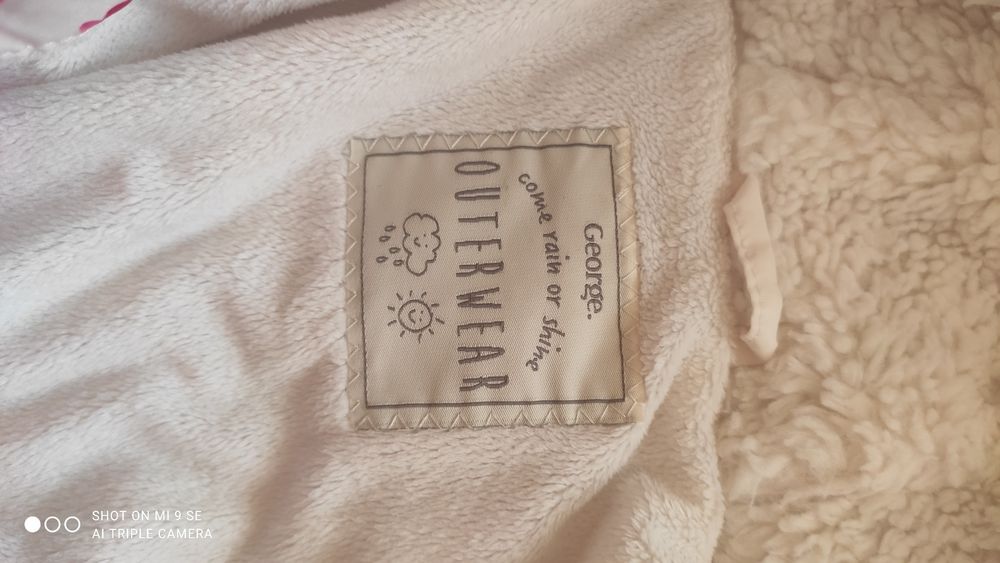 George.
come rain or shine
OUTERWEAR
SHOT ON MI 9 SE
AI TRIPLE CAMERA